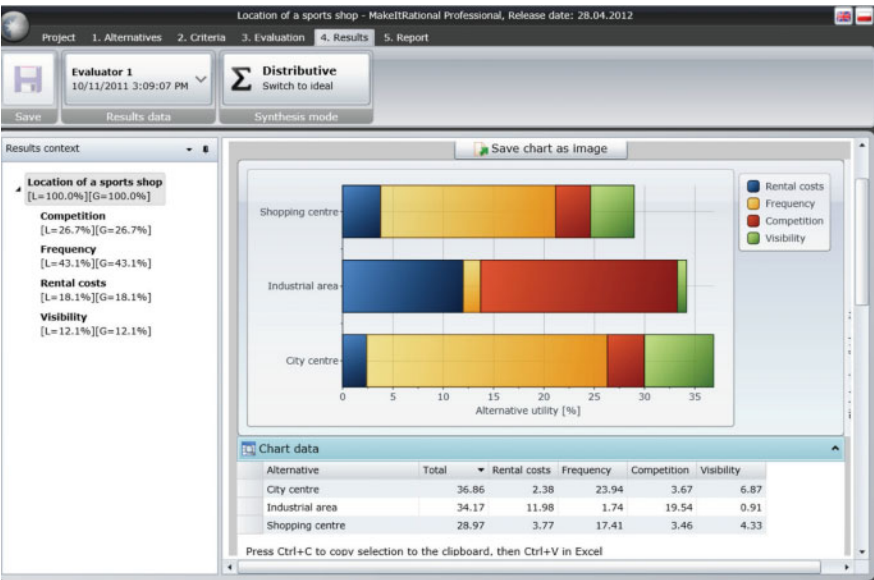 Location of a sports shop - MakeItRational Professional, Release date: 28.04.2012
Project 1. Alternatives 2. Criteria 3. Evaluation 4. Results 5. Report
Evaluator 1
10/11/2011 3:09:07 PM
Σ Distributive
Switch to ideal
Save Results data Synthesis mode
Results context
Location of a sports shop
[L=100.0%][G=100.0%]
Competition
[L=26.7%][G=26.7%]
Frequency
[L=43.1%][G=43.1%]
Rental costs
[L=18.1%][G=18.1%]
Visibility
[L=12.1%][G=12.1%]
Save chart as image
Shopping centre
Industrial area
City centre
0 5 10 15 20 25 30 35
Alternative utility [%]
Rental costs
Frequency
Competition
Visibility
Chart data
Alternative Total Rental costs Frequency Competition Visibility
City centre 36.86 2.38 23.94 3.67 6.87
Industrial area 34.17 11.98 1.74 19.54 0.91
Shopping centre 28.97 3.77 17.41 3.46 4.33
Press Ctrl+C to copy selection to the clipboard, then Ctrl+V in Excel